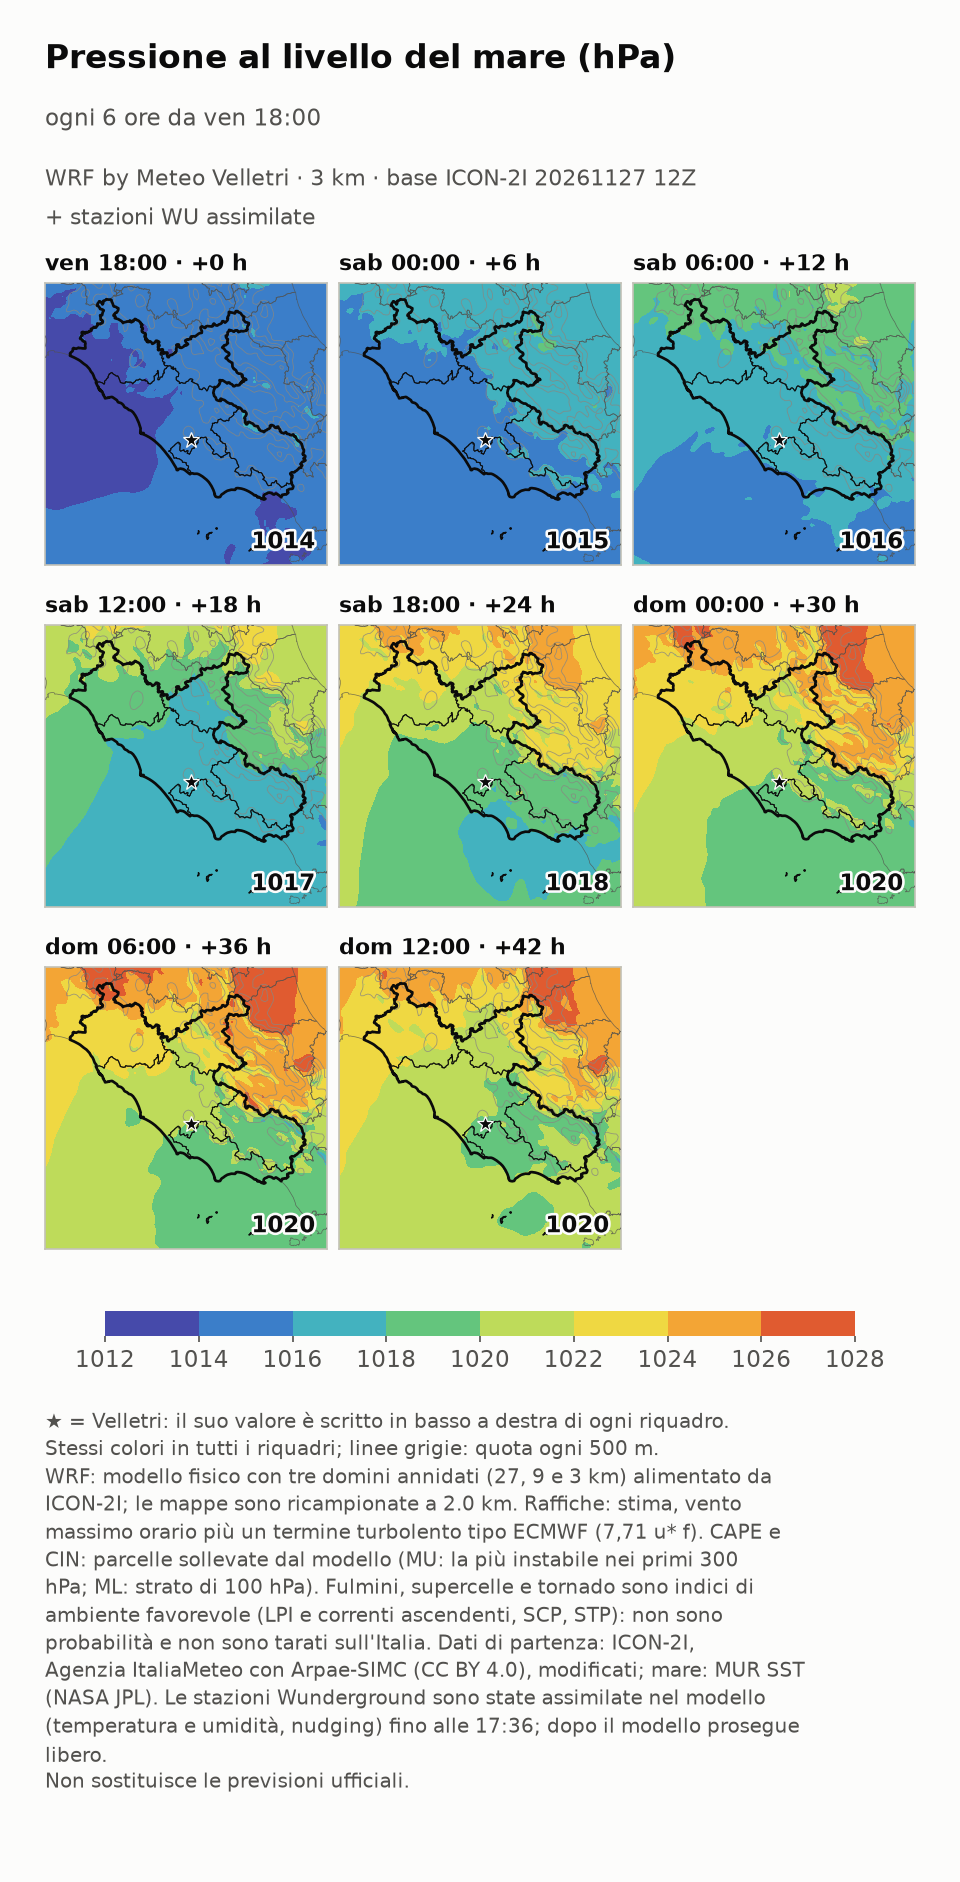 Pressione al livello del mare (hPa)
ogni 6 ore da ven 18:00
WRF by Meteo Velletri · 3 km · base ICON-2I 20261127 12Z
+ stazioni WU assimilate
ven 18:00 · +0 h
sab 00:00 · +6 h
sab 06:00 · +12 h
1014
1015
1016
sab 12:00 · +18 h
sab 18:00 · +24 h
dom 00:00 · +30 h
1017
1018
1020
dom 06:00 · +36 h
dom 12:00 · +42 h
1020
1020
1012 1014 1016 1018 1020 1022 1024 1026 1028
★ = Velletri: il suo valore è scritto in basso a destra di ogni riquadro.
Stessi colori in tutti i riquadri; linee grigie: quota ogni 500 m.
WRF: modello fisico con tre domini annidati (27, 9 e 3 km) alimentato da
ICON-2I; le mappe sono ricampionate a 2.0 km. Raffiche: stima, vento
massimo orario più un termine turbolento tipo ECMWF (7,71 u* f). CAPE e
CIN: parcelle sollevate dal modello (MU: la più instabile nei primi 300
hPa; ML: strato di 100 hPa). Fulmini, supercelle e tornado sono indici di
ambiente favorevole (LPI e correnti ascendenti, SCP, STP): non sono
probabilità e non sono tarati sull'Italia. Dati di partenza: ICON-2I,
Agenzia ItaliaMeteo con Arpae-SIMC (CC BY 4.0), modificati; mare: MUR SST
(NASA JPL). Le stazioni Wunderground sono state assimilate nel modello
(temperatura e umidità, nudging) fino alle 17:36; dopo il modello prosegue
libero.
Non sostituisce le previsioni ufficiali.